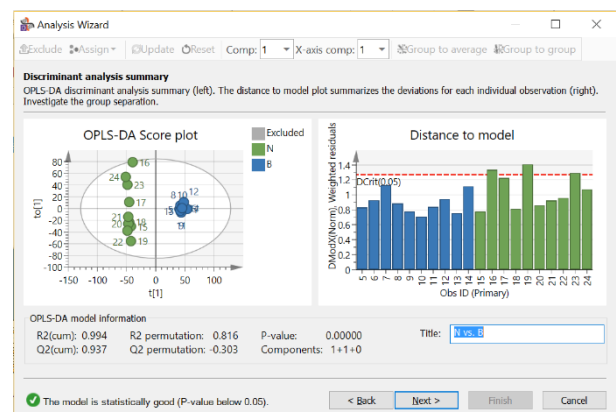 Analysis Wizard
Exclude Assign Update Reset Comp: 1 X-axis comp: 1 Group to average Group to group
Discriminant analysis summary
OPLS-DA discriminant analysis summary (left). The distance to model plot summarizes the deviations for each individual observation (right).
Investigate the group separation.
OPLS-DA Score plot
Excluded
N
B
to[1]
80
60
40
20
0
-20
-40
-60
-80
-100
16
24
23
17
21
18
20
15
22 19
8 10 12
-150 -100 -50 0 50 100
t[1]
Distance to model
DModX(Norm), Weighted residuals
1.4
1.2
1
0.8
0.6
0.4
0.2
0
DCrit(0.05)
5 6 7 8 9 10 11 12 13 14 15 16 17 18 19 20 21 22 23 24
Obs ID (Primary)
OPLS-DA model information
R2(cum): 0.994 R2 permutation: 0.816 P-value: 0.00000 Title: N vs. B
Q2(cum): 0.937 Q2 permutation: -0.303 Components: 1+1+0
The model is statistically good (P-value below 0.05).
< Back Next > Finish Cancel